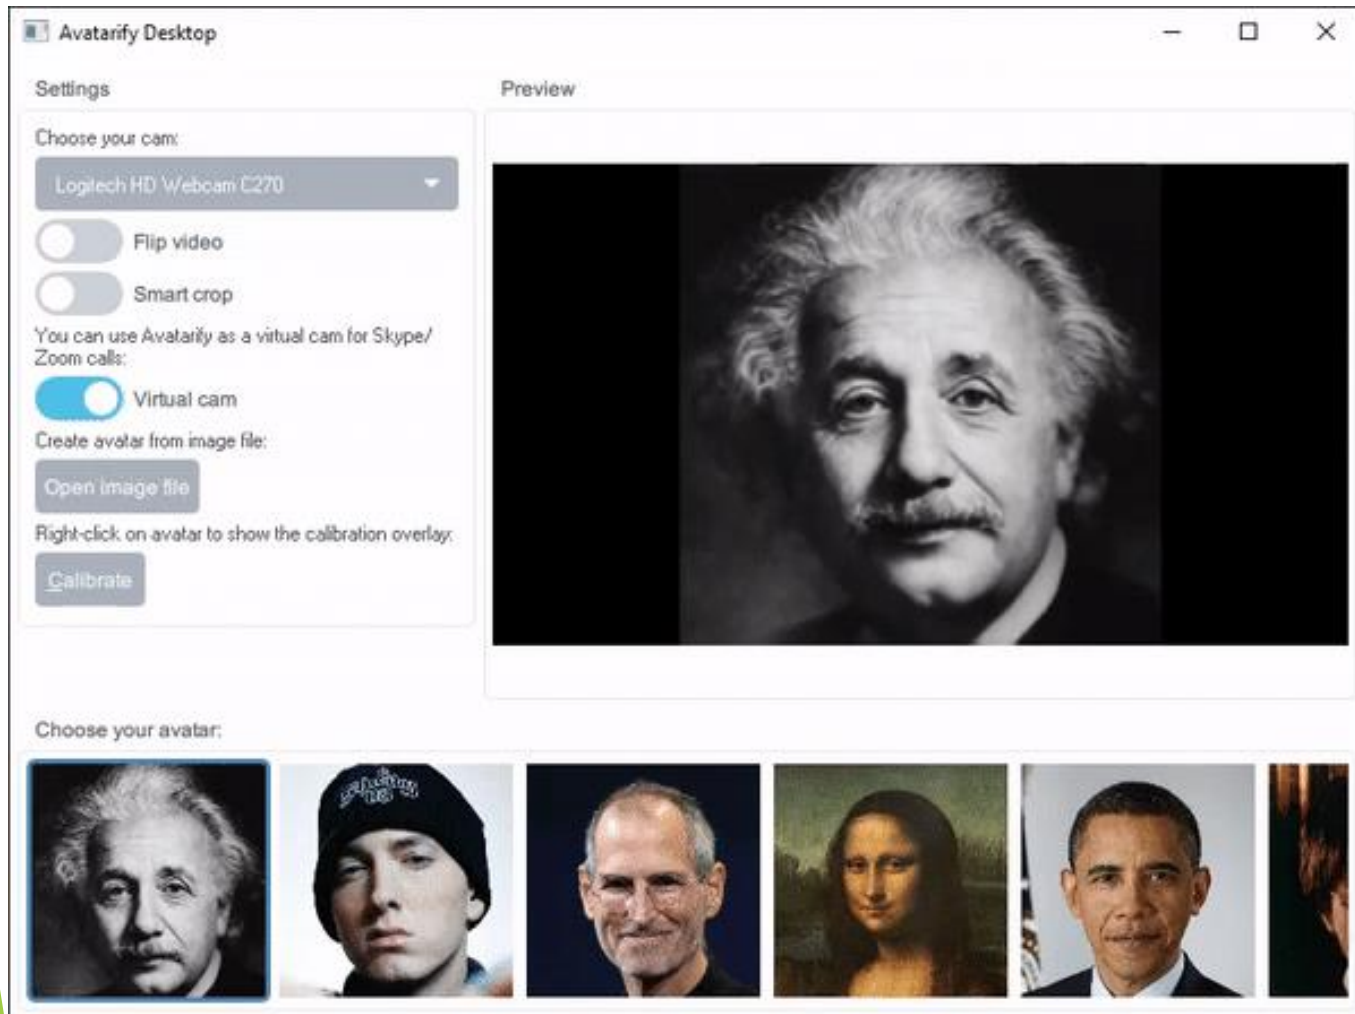 Avatarify Desktop
Settings
Preview
Choose your cam:
Logitech HD Webcam C270
Flip video
Smart crop
You can use Avatarify as a virtual cam for Skype/
Zoom calls:
Virtual cam
Create avatar from image file:
Open image file
Right-click on avatar to show the calibration overlay:
Calibrate
Choose your avatar: